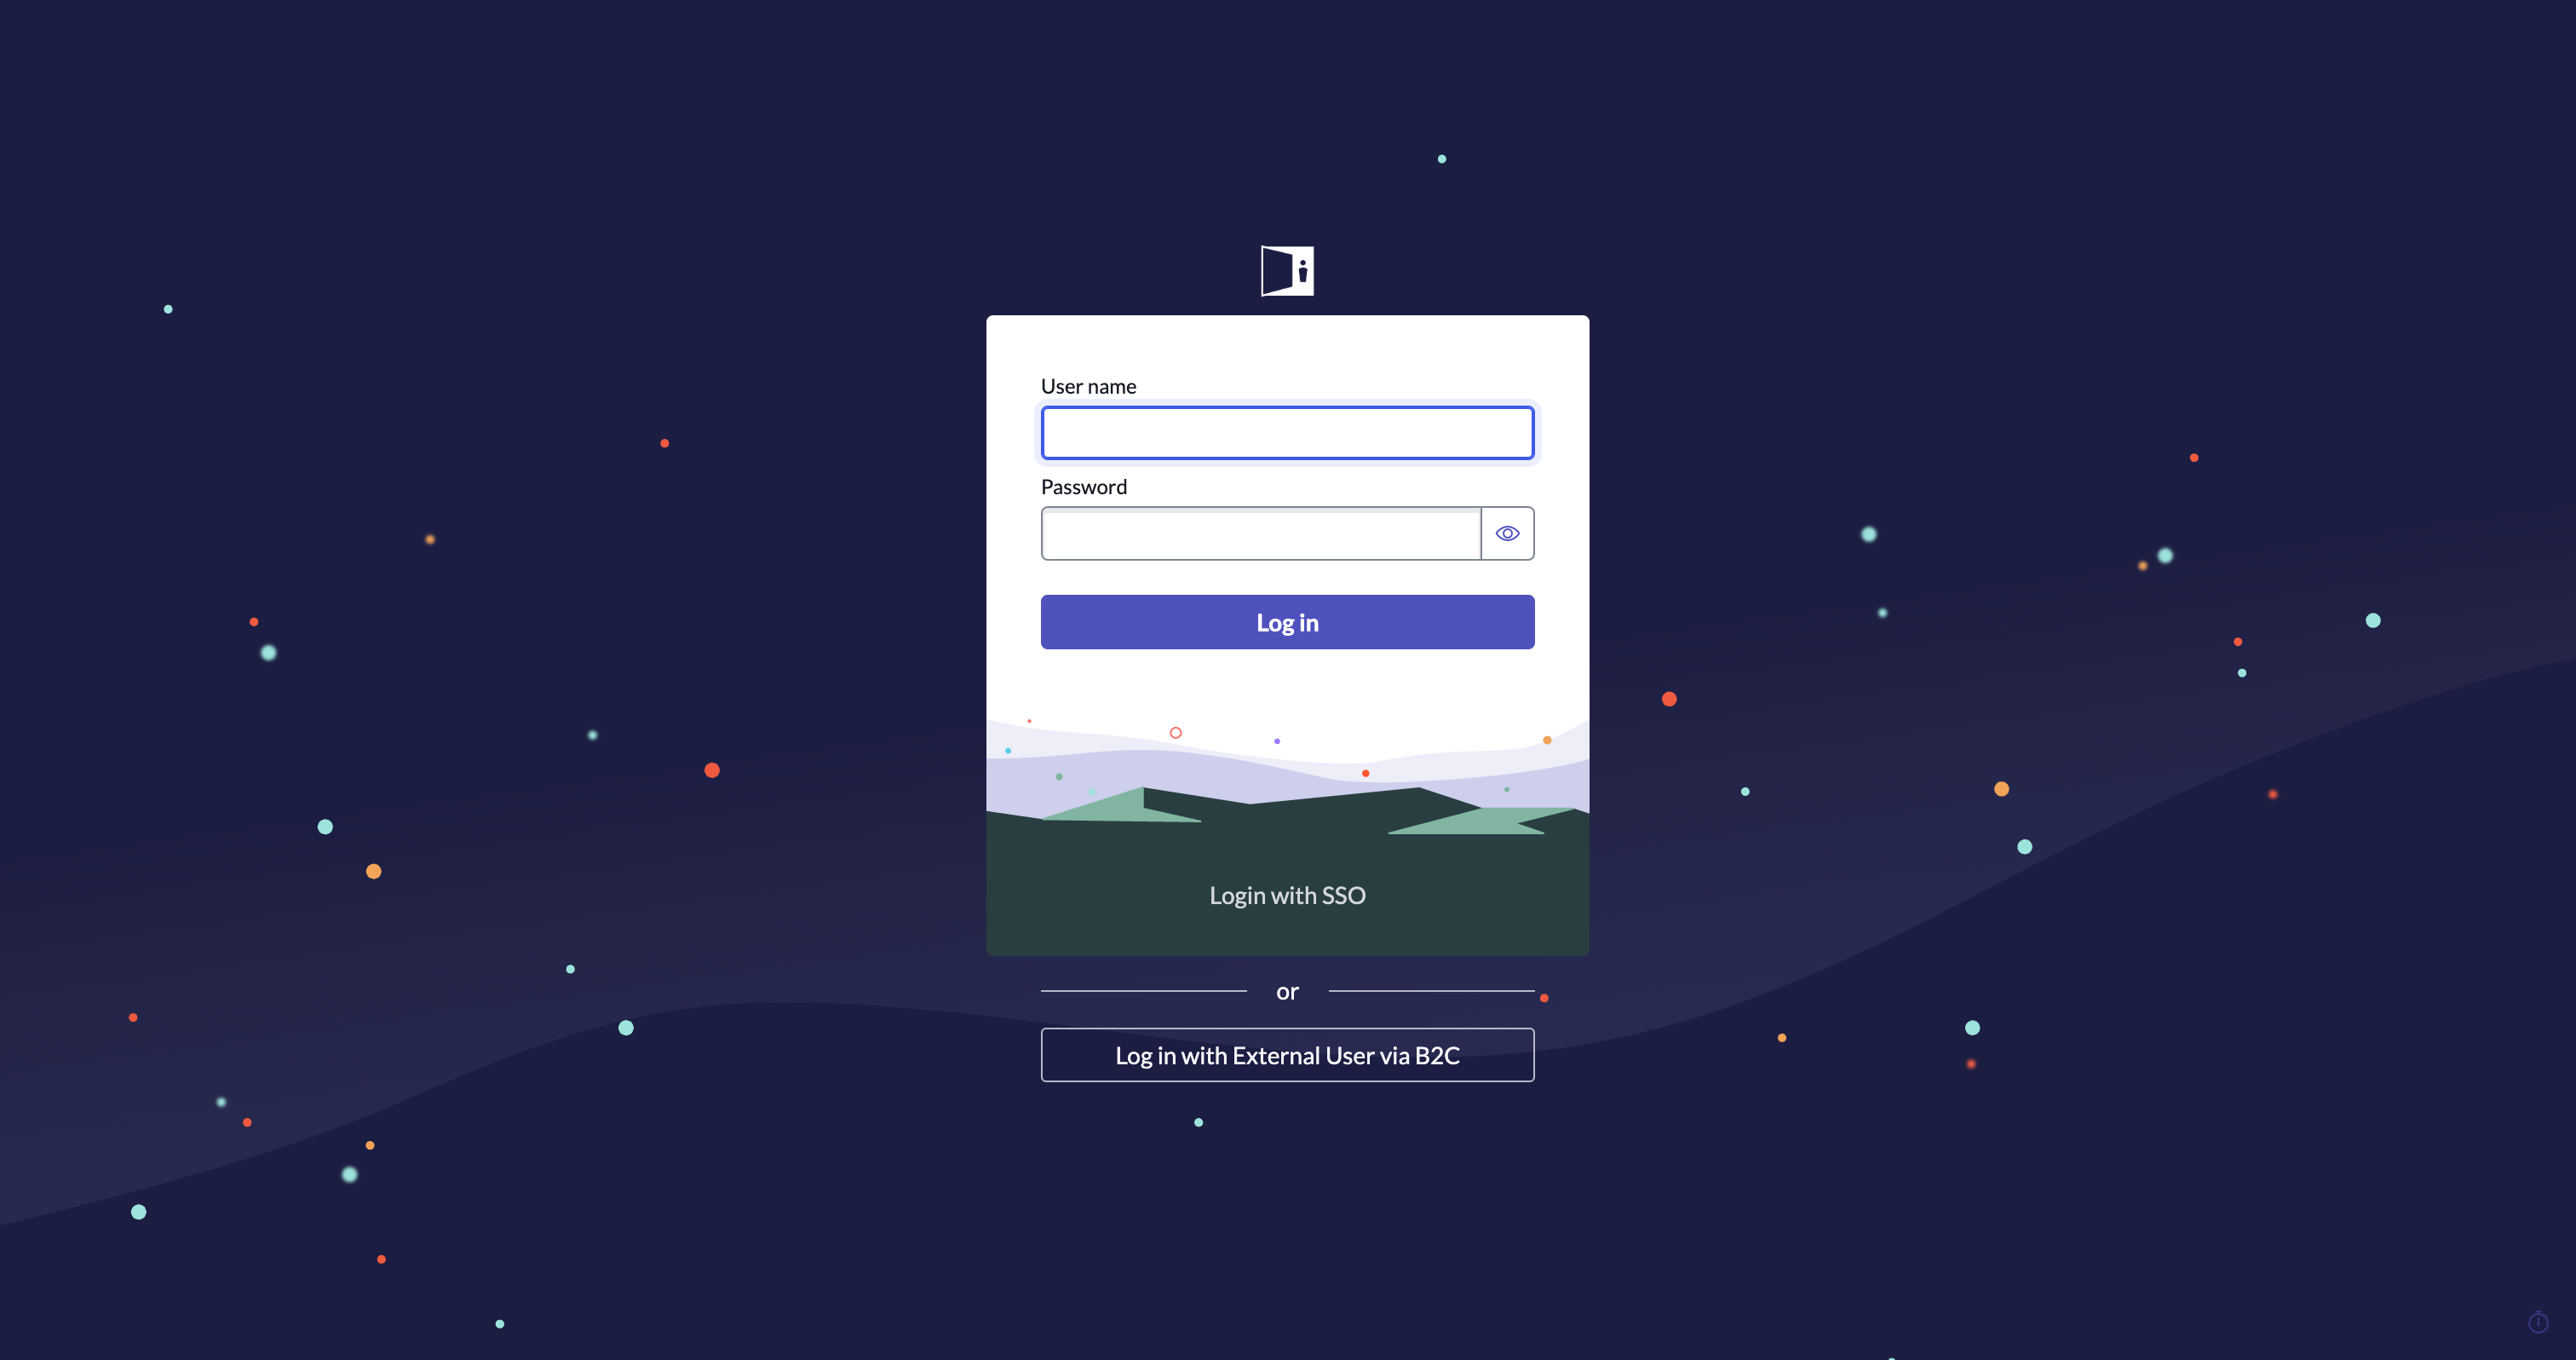 User name
Password
Log in
Login with SSO
or
Log in with External User via B2C